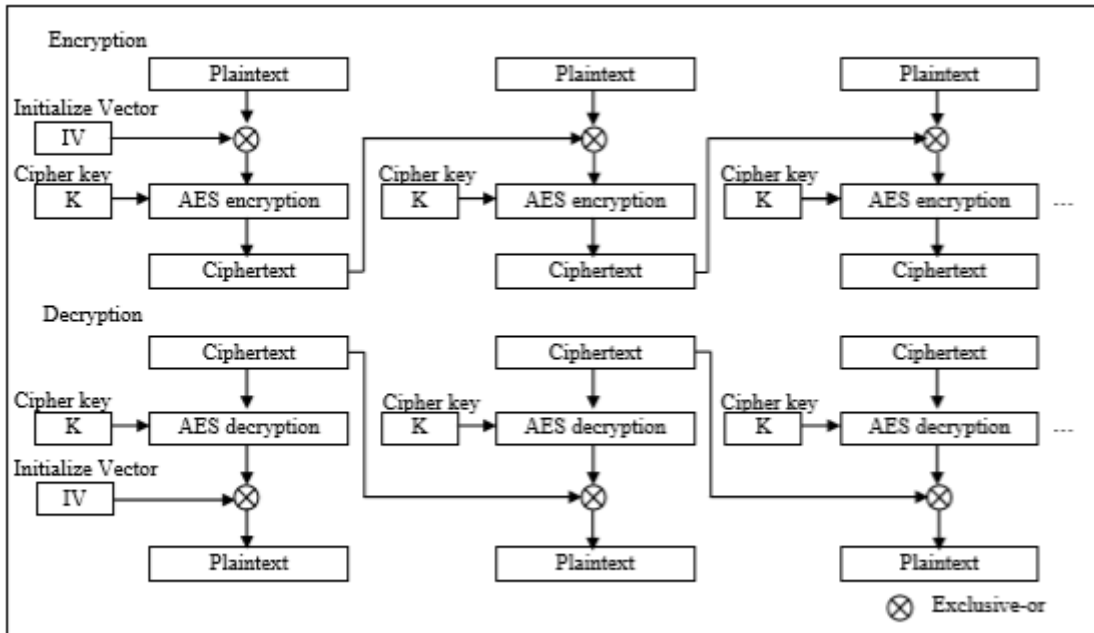 Encryption
Plaintext Plaintext Plaintext
Initialize Vector
IV
Cipher key Cipher key Cipher key
K AES encryption K AES encryption K AES encryption ---
Ciphertext Ciphertext Ciphertext
Decryption
Ciphertext Ciphertext Ciphertext
Cipher key Cipher key Cipher key
K AES decryption K AES decryption K AES decryption ---
Initialize Vector
IV
Plaintext Plaintext Plaintext
Exclusive-or